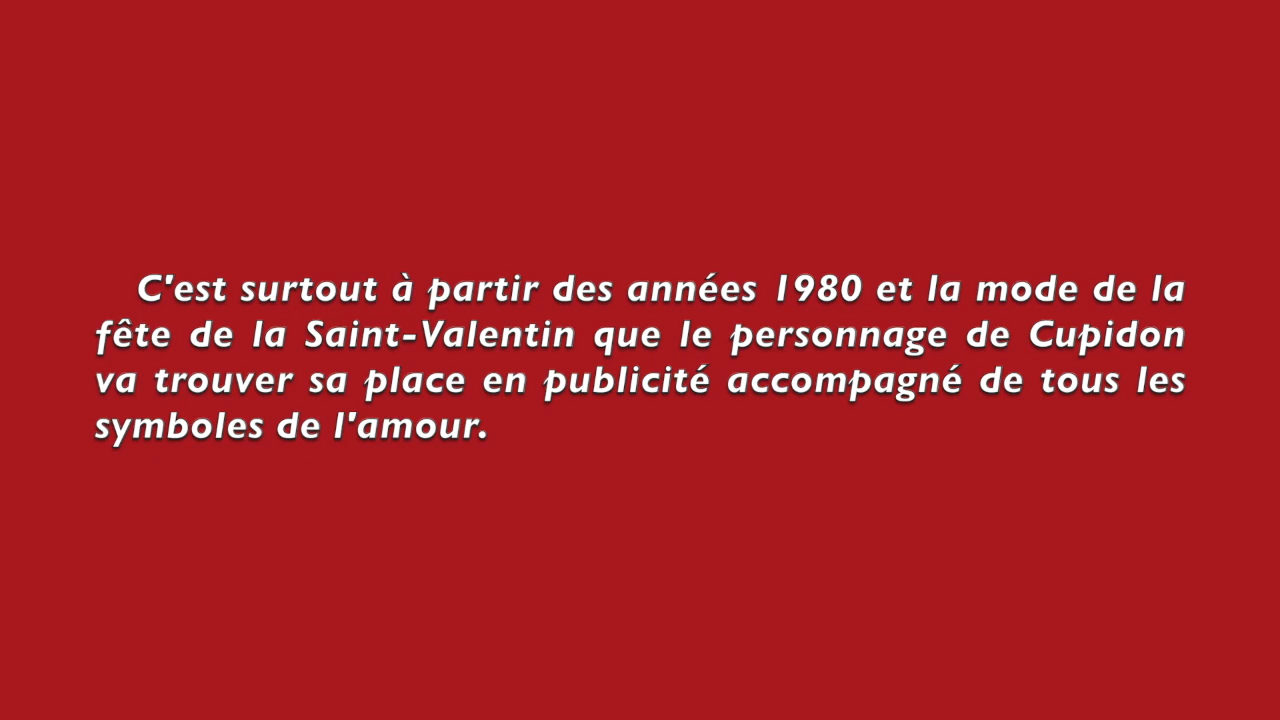 C'est surtout à partir des années 1980 et la mode de la
fête de la Saint-Valentin que le personnage de Cupidon
va trouver sa place en publicité accompagné de tous les
symboles de l'amour.